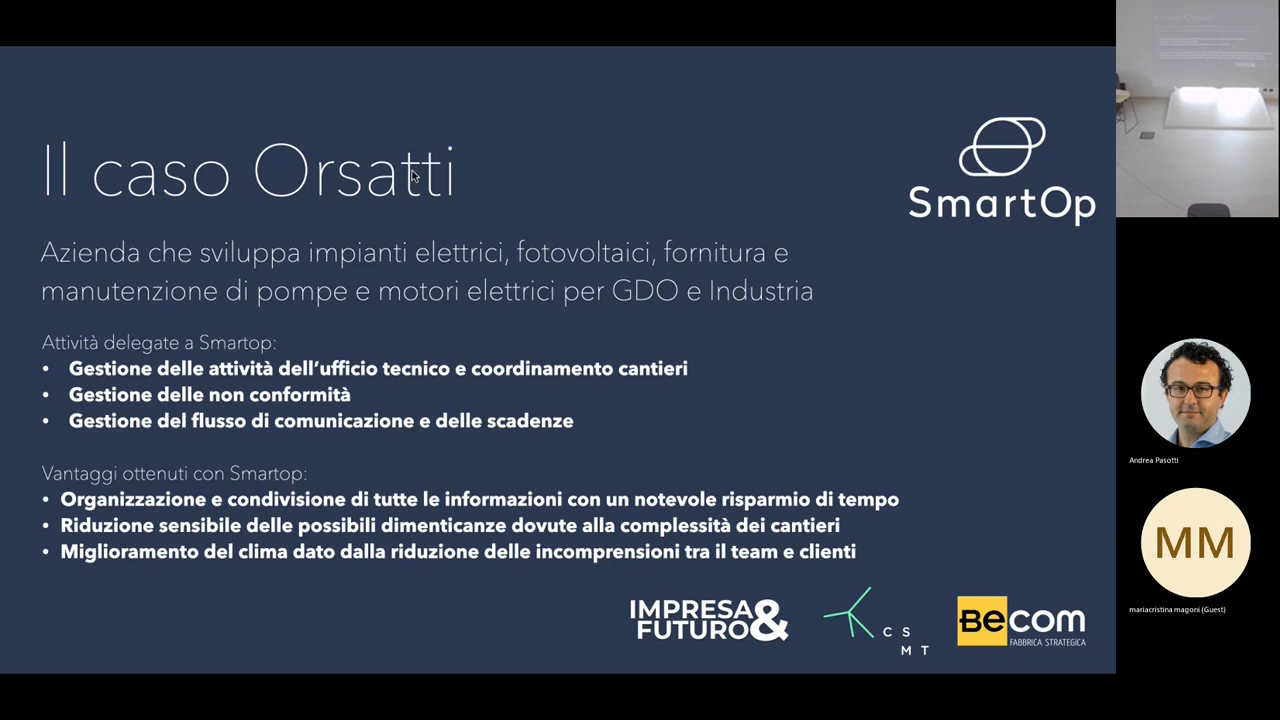 Il caso Orsatti
SmartOp
Azienda che sviluppa impianti elettrici, fotovoltaici, fornitura e
manutenzione di pompe e motori elettrici per GDO e Industria
Attività delegate a Smartop:
• Gestione delle attività dell'ufficio tecnico e coordinamento cantieri
• Gestione delle non conformità
• Gestione del flusso di comunicazione e delle scadenze
Vantaggi ottenuti con Smartop:
• Organizzazione e condivisione di tutte le informazioni con un notevole risparmio di tempo
• Riduzione sensibile delle possibili dimenticanze dovute alla complessità dei cantieri
• Miglioramento del clima dato dalla riduzione delle incomprensioni tra il team e clienti
IMPRESA&
FUTURO
CS
MT
Becom
FABBRICA STRATEGICA
Andrea Pasotti
MM
mariacristina magoni (Guest)